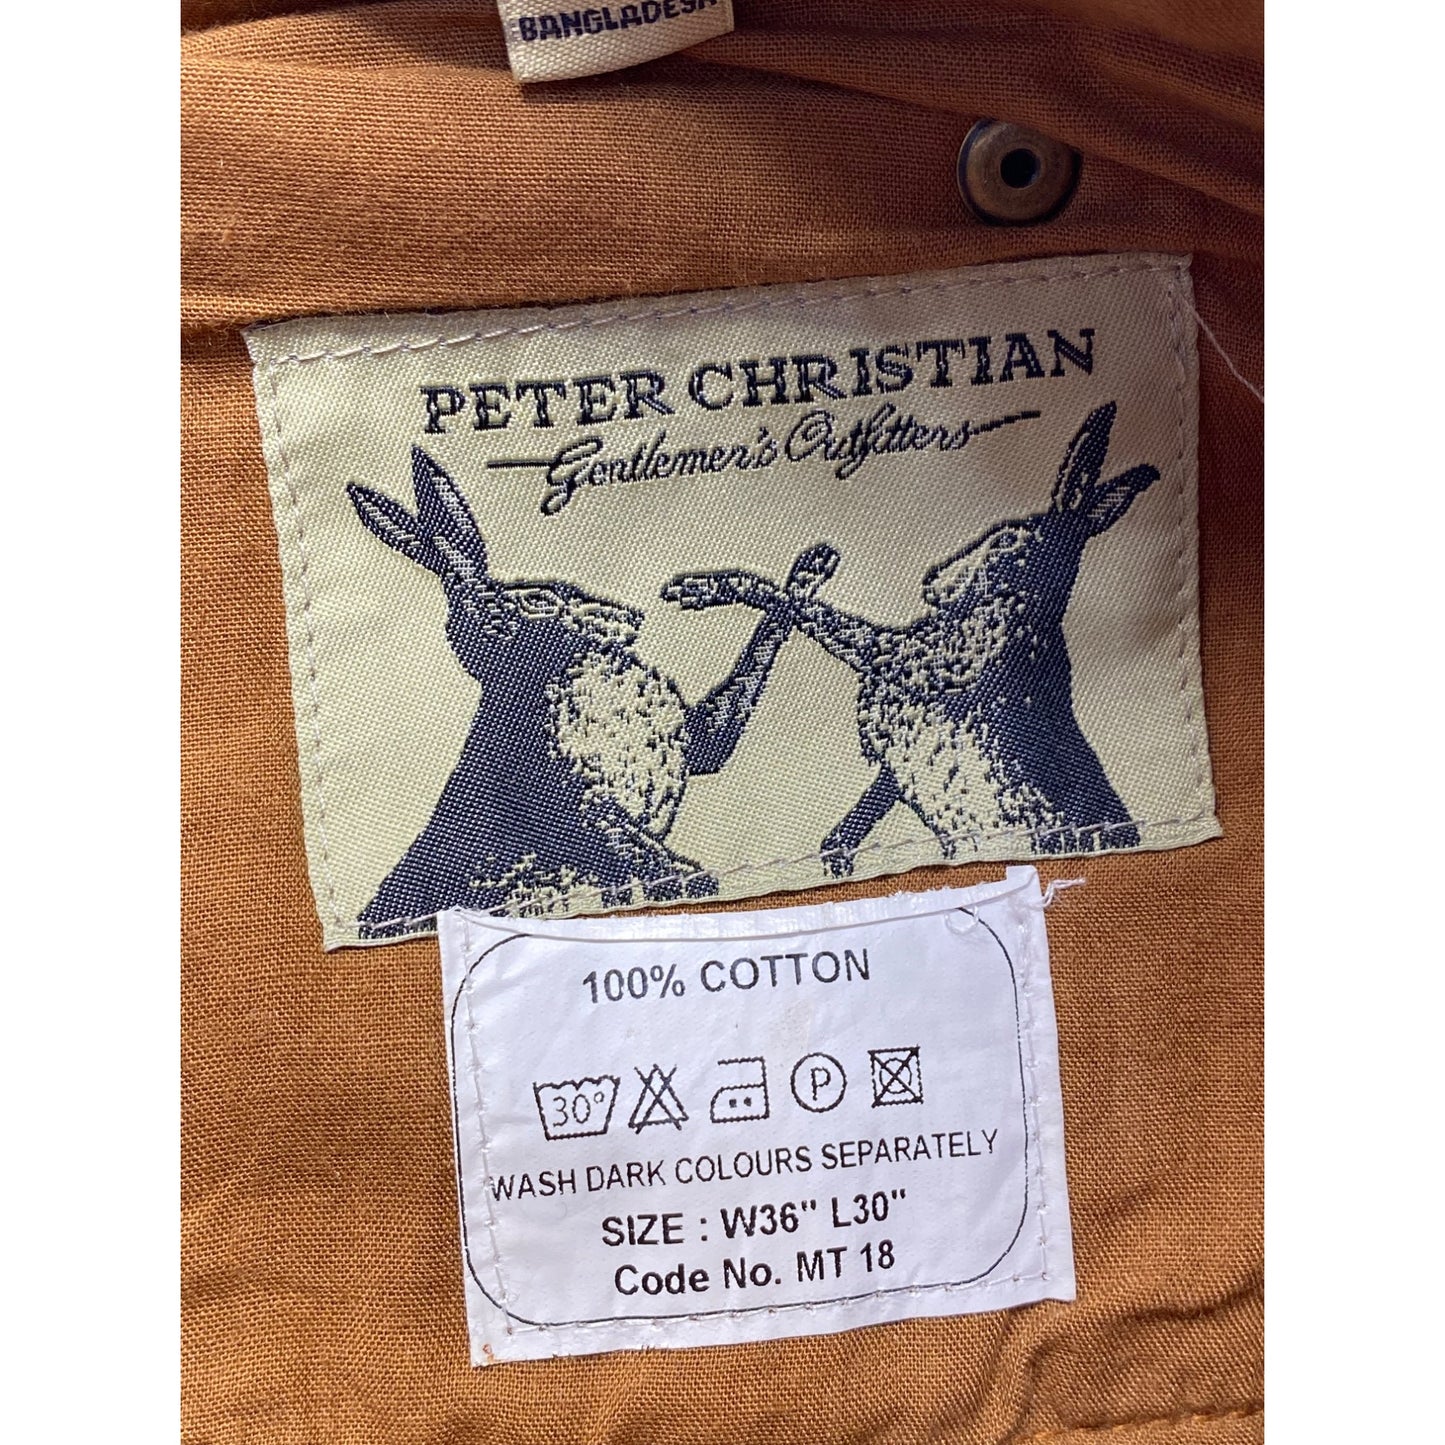 BANGLADESH
PETER CHRISTIAN
Gentlemen's Outfitters
100% COTTON
30° P
WASH DARK COLOURS SEPARATELY
SIZE : W36" L30"
Code No. MT 18